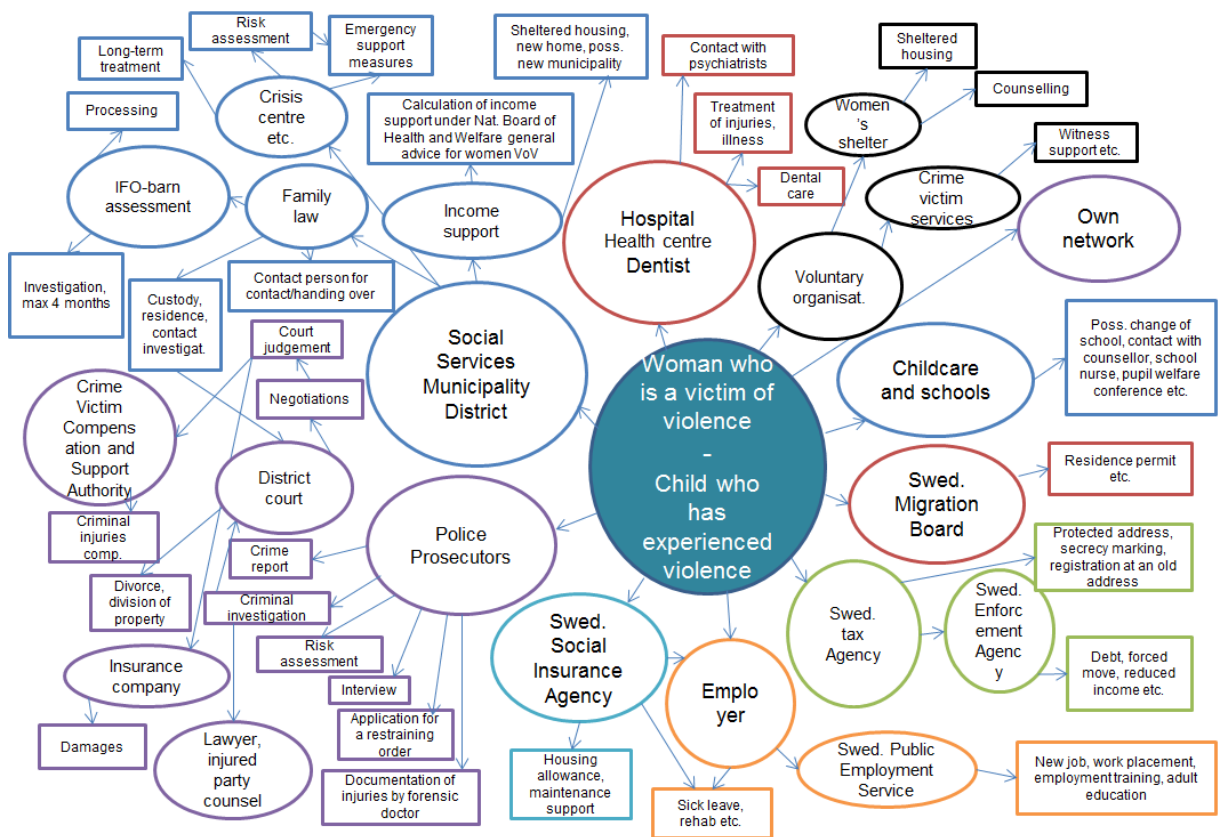 Risk
assessment
Emergency
support
measures
Long-term
treatment
Processing
Crisis
centre
etc.
Sheltered housing,
new home, poss.
new municipality
Calculation of income
support under Nat. Board of
Health and Welfare general
advice for women VoV
IFO-barn
assessment
Family
law
Income
support
Investigation,
max 4 months
Custody,
residence,
contact
investigat.
Contact person for
contact/handing over
Social
Services
Municipality
District
Contact with
psychiatrists
Treatment
of injuries,
illness
Dental
care
Hospital
Health centre
Dentist
Sheltered
housing
Counselling
Women
's
shelter
Witness
support etc.
Crime
victim
services
Voluntary
organisat.
Own
network
Woman who
is a victim of
violence
-
Child who
has
experienced
violence
Childcare
and schools
Poss. change of
school, contact with
counsellor, school
nurse, pupil welfare
conference etc.
Swed.
Migration
Board
Residence permit
etc.
Swed.
tax
Agency
Protected address,
secrecy marking,
registration at an old
address
Swed.
Enforc
ement
Agenc
y
Debt, forced
move, reduced
income etc.
Court
judgement
Negotiations
Crime
Victim
Compens
ation and
Support
Authority
District
court
Criminal
injuries
comp.
Divorce,
division of
property
Insurance
company
Damages
Police
Prosecutors
Crime
report
Criminal
investigation
Risk
assessment
Interview
Application for
a restraining
order
Documentation of
injuries by forensic
doctor
Lawyer,
injured
party
counsel
Swed.
Social
Insurance
Agency
Housing
allowance,
maintenance
support
Emplo
yer
Sick leave,
rehab etc.
Swed. Public
Employment
Service
New job, work placement,
employment training, adult
education